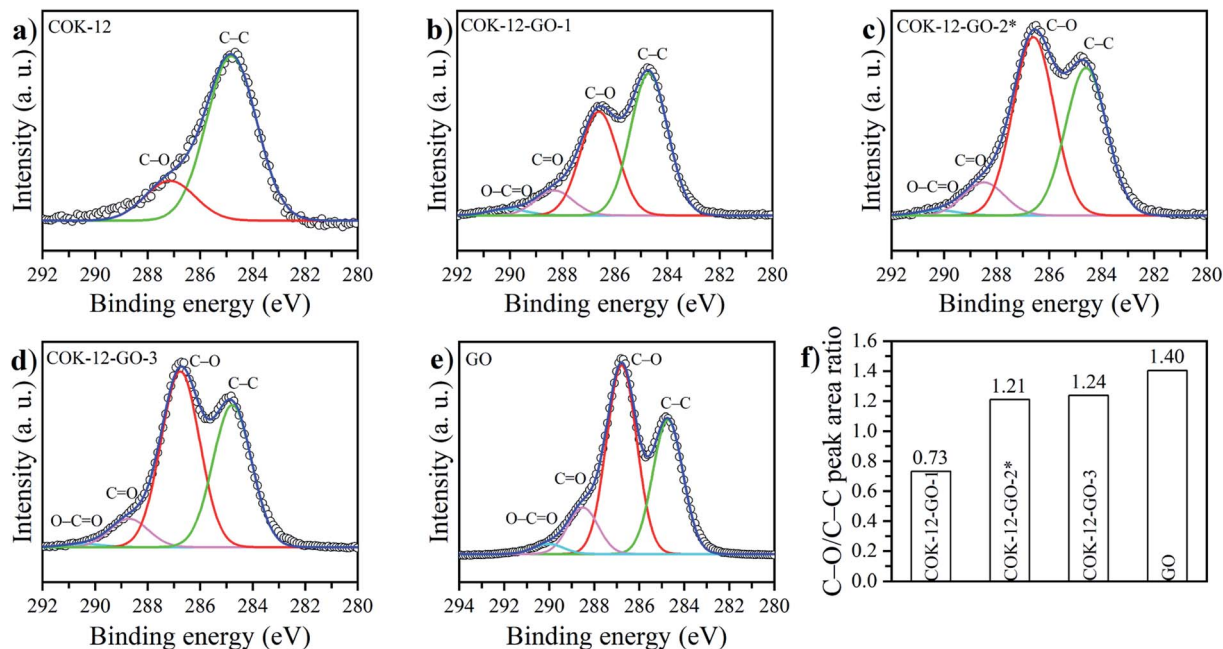 a) COK-12
C–C
C–O
Intensity (a. u.)
292 290 288 286 284 282 280
Binding energy (eV)
b) COK-12-GO-1
C–C
C–O
C=O
O–C=O
Intensity (a. u.)
292 290 288 286 284 282 280
Binding energy (eV)
c) COK-12-GO-2*
C–O
C–C
C=O
O–C=O
Intensity (a. u.)
292 290 288 286 284 282 280
Binding energy (eV)
d) COK-12-GO-3
C–O
C–C
C=O
O–C=O
Intensity (a. u.)
292 290 288 286 284 282 280
Binding energy (eV)
e) GO
C–O
C–C
C=O
O–C=O
Intensity (a. u.)
294 292 290 288 286 284 282 280
Binding energy (eV)
f)
C–O/C–C peak area ratio
1.6
1.4
1.2
1.0
0.8
0.6
0.4
0.2
0.0
0.73
1.21
1.24
1.40
COK-12-GO-1
COK-12-GO-2*
COK-12-GO-3
GO